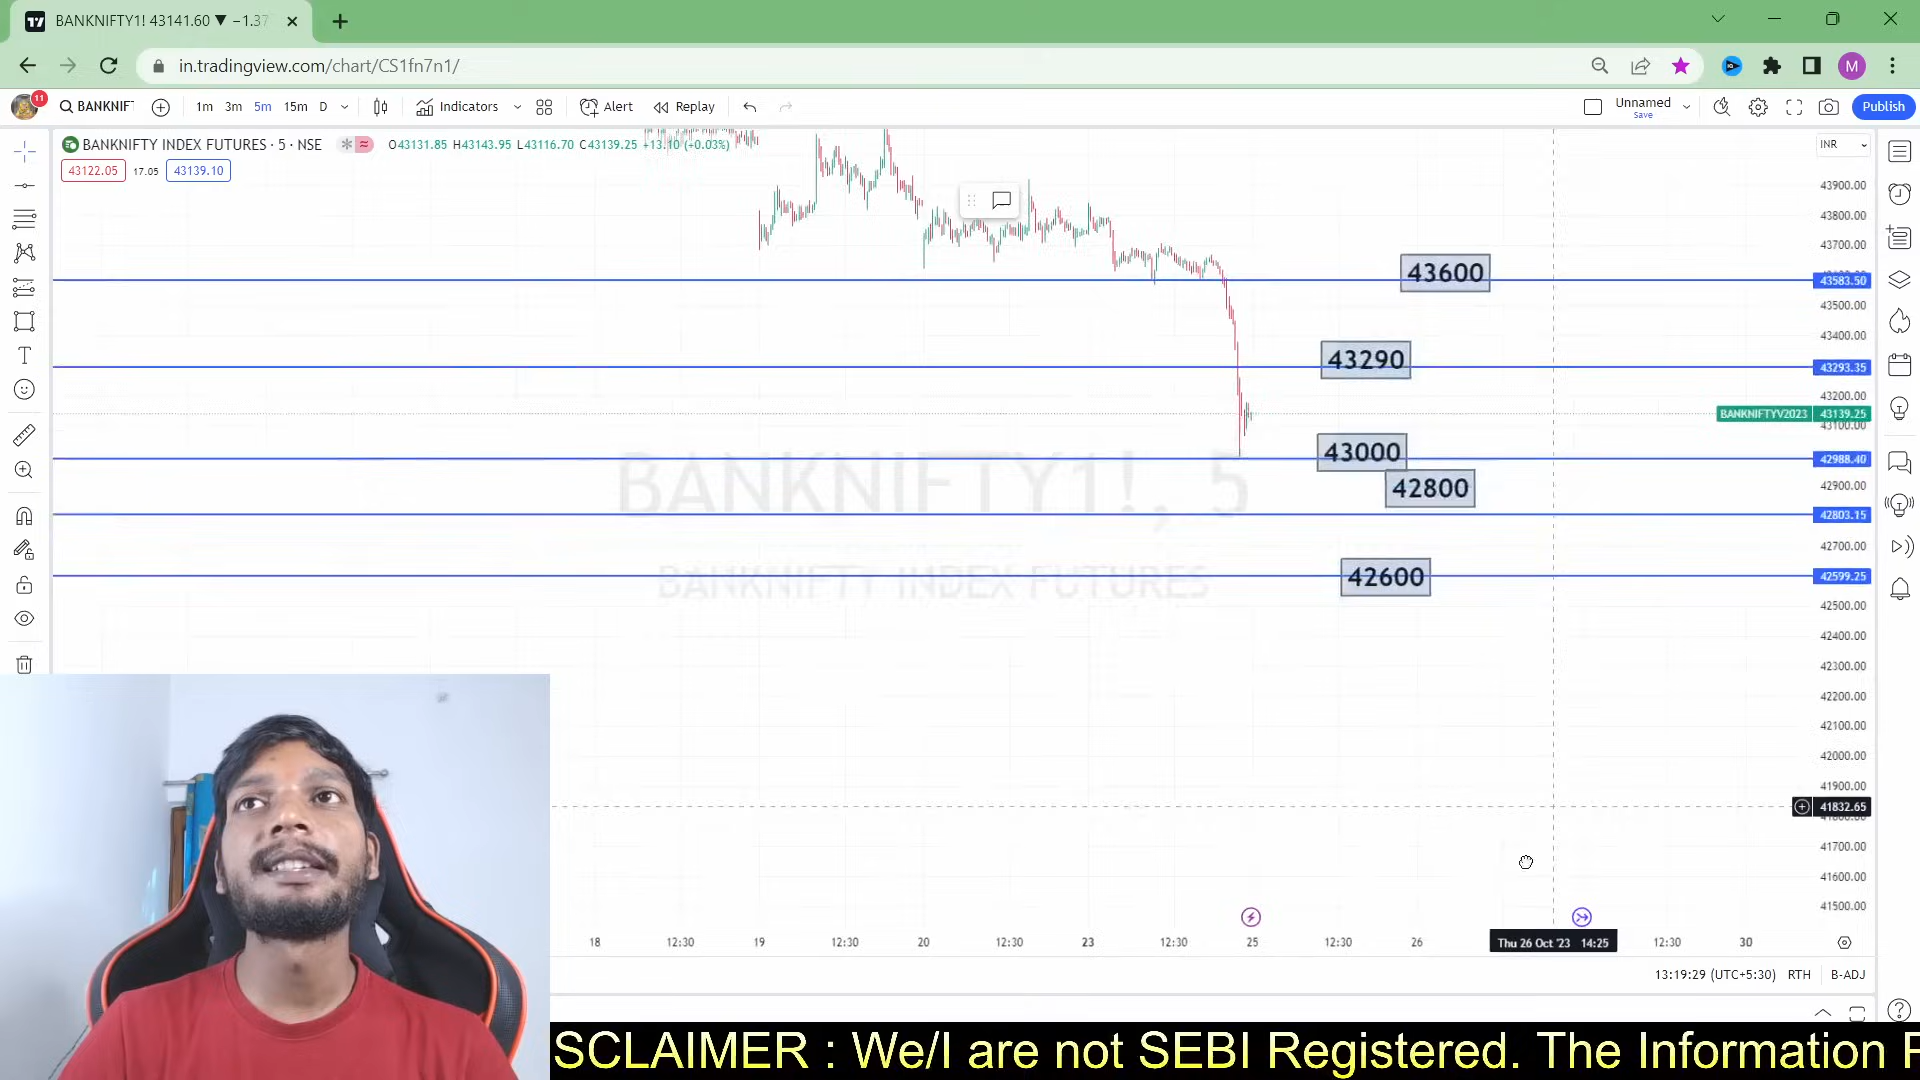 BANKNIFTY1! 43141.60 ▼ −1.37
in.tradingview.com/chart/CS1fn7n1/
M
11
BANKNIFT
1m 3m 5m 15m D
Indicators
Alert
Replay
Unnamed
Save
Publish
BANKNIFTY INDEX FUTURES · 5 · NSE
O43131.85 H43143.95 L43116.70 C43139.25 +13.10 (+0.03%)
INR
43122.05 17.05 43139.10
43900.00
43800.00
43700.00
43600
43583.50
43500.00
43400.00
43290
43293.35
43200.00
BANKNIFTYV2023 43139.25
43100.00
43000
42988.40
BANKNIFTY1!, 5
42900.00
42800
42803.15
42700.00
BANKNIFTY INDEX FUTURES
42600
42599.25
42500.00
42400.00
42300.00
42200.00
42100.00
42000.00
41900.00
41832.65
41700.00
41600.00
41500.00
18 12:30 19 12:30 20 12:30 23 12:30 25 12:30 26 Thu 26 Oct '23 14:25 12:30 30
13:19:29 (UTC+5:30) RTH B-ADJ
SCLAIMER : We/I are not SEBI Registered. The Information